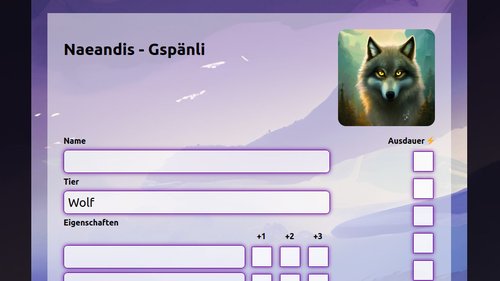 Naeandis - Gspänli
Name
Ausdauer⚡
Tier
Wolf
Eigenschaften
+1 +2 +3